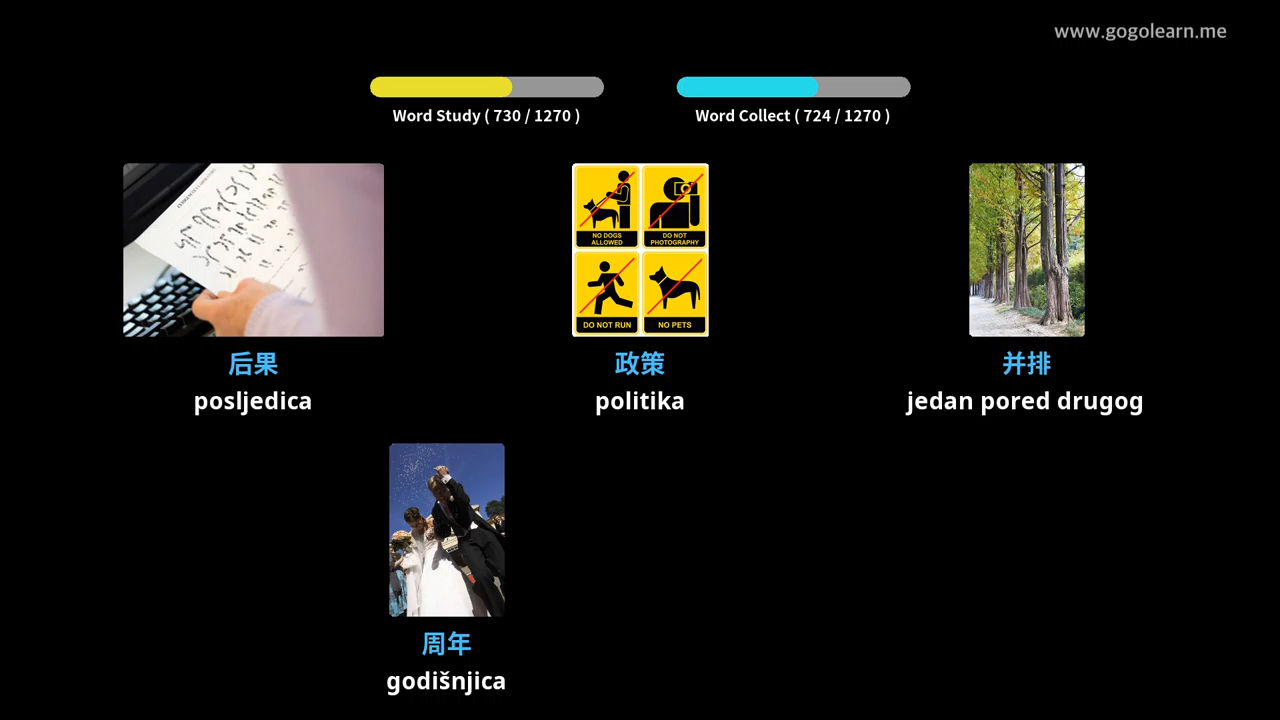 www.gogolearn.me
Word Study ( 730 / 1270 )
Word Collect ( 724 / 1270 )
NO DOGS
ALLOWED
DO NOT
PHOTOGRAPHY
DO NOT RUN
NO PETS
后果
posljedica
政策
politika
并排
jedan pored drugog
周年
godišnjica